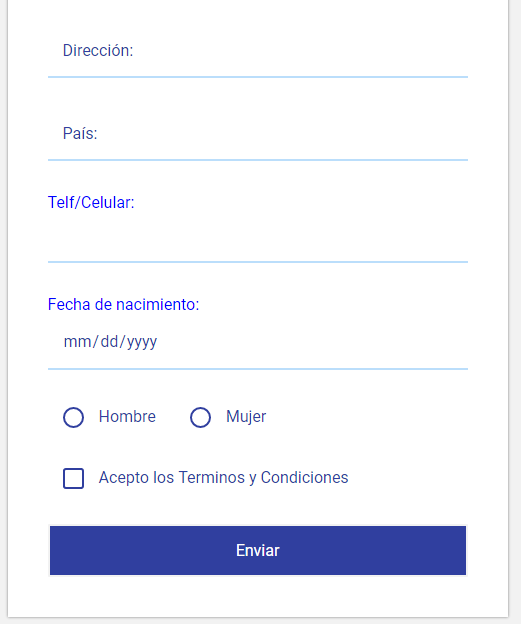 Dirección:
País:
Telf/Celular:
Fecha de nacimiento:
mm/dd/yyyy
Hombre Mujer
Acepto los Terminos y Condiciones
Enviar